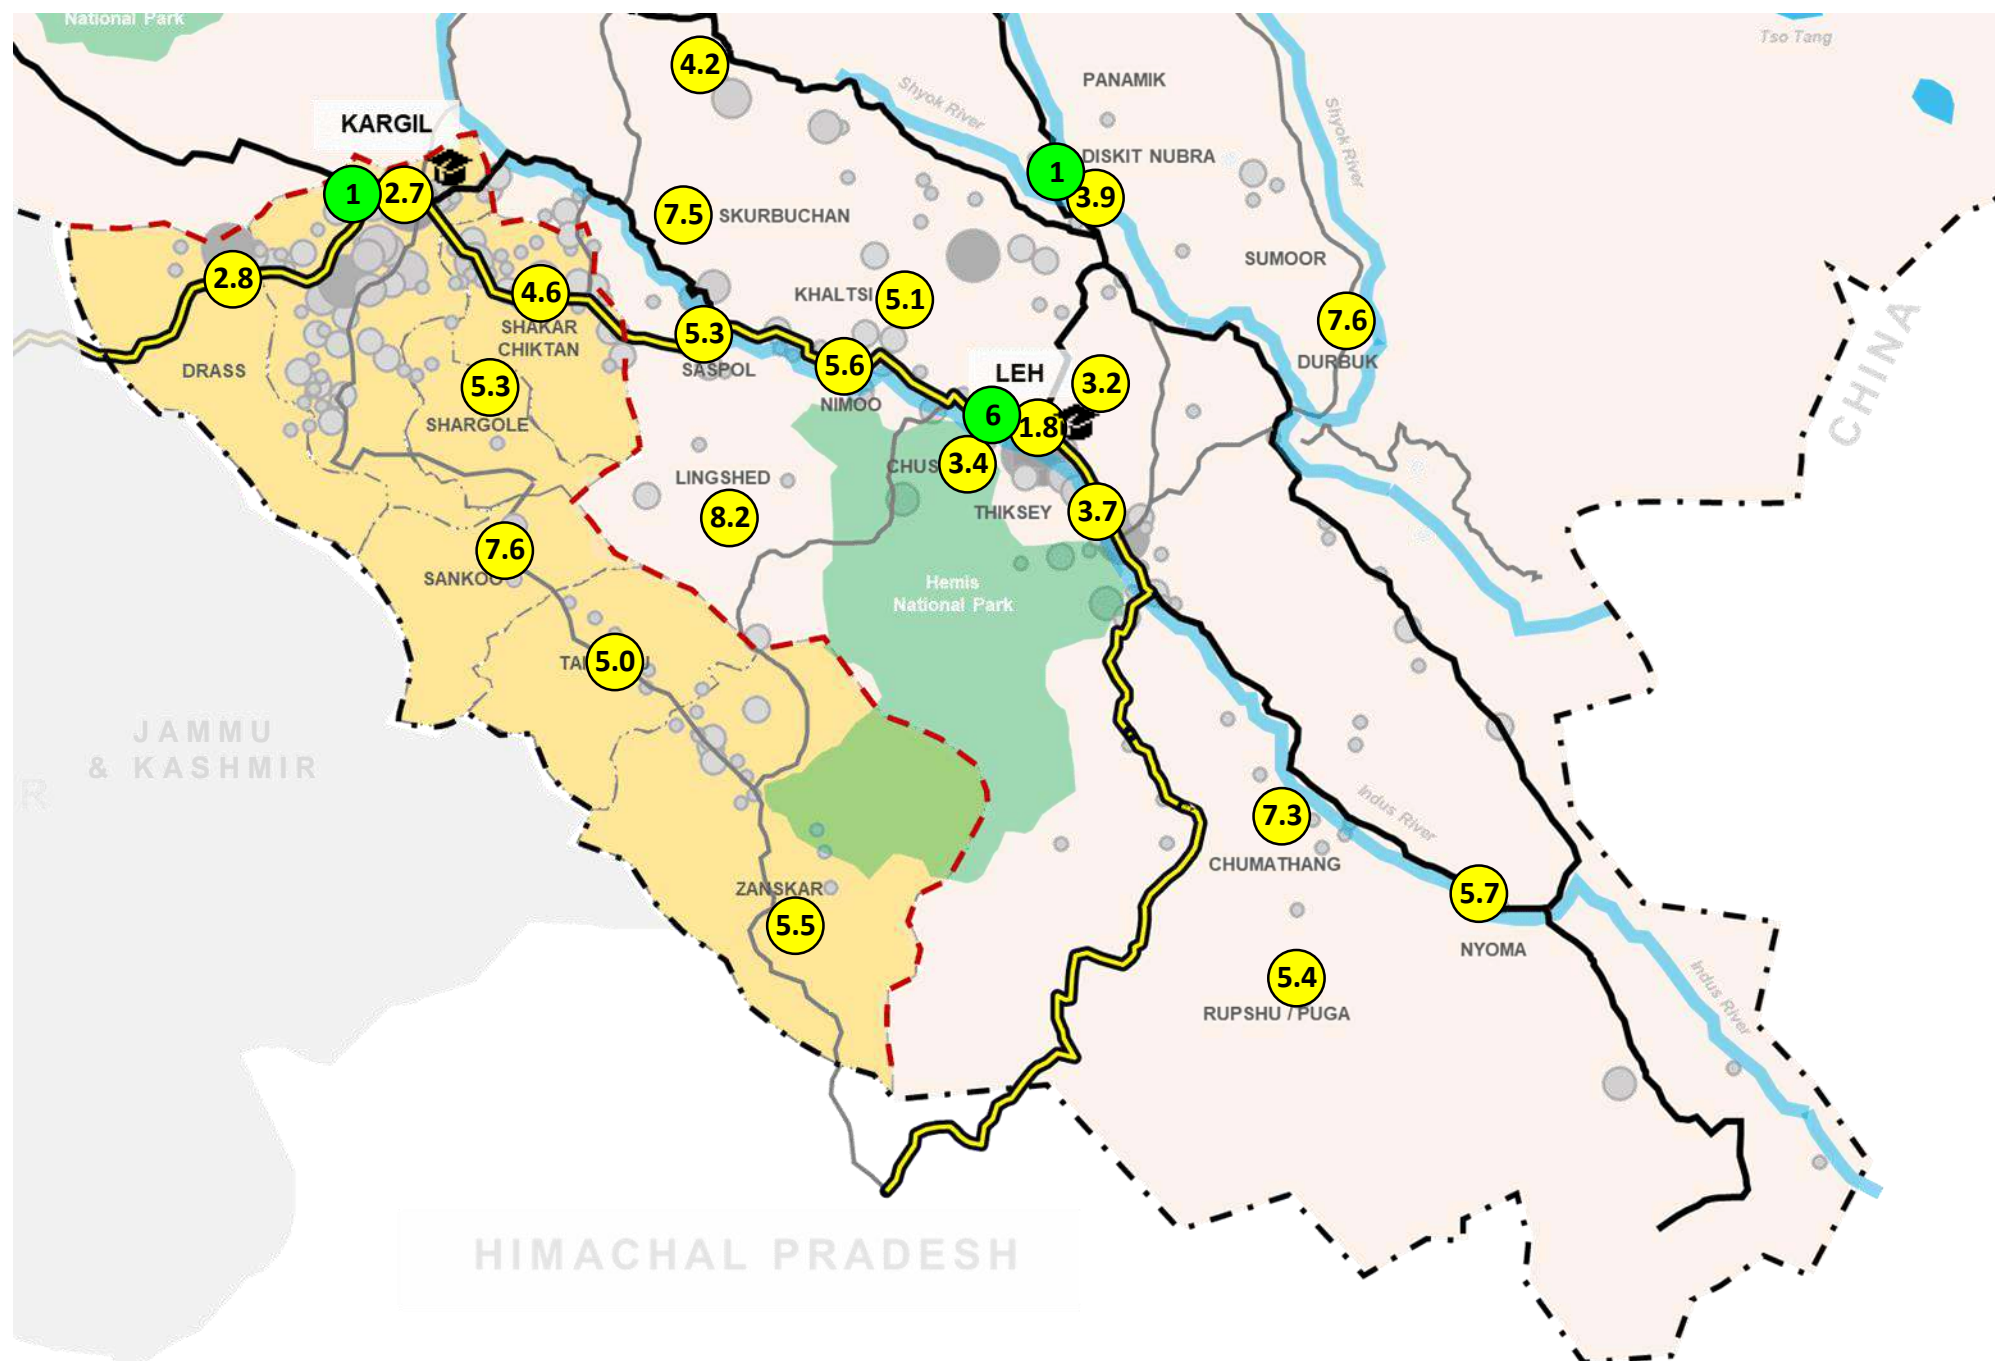 National Park
Tso Tang
4.2
PANAMIK
Shyok River
Shyok River
KARGIL
DISKIT NUBRA
1
1
2.7
3.9
7.5
SKURBUCHAN
SUMOOR
2.8
4.6
KHALTSI
5.1
7.6
SHAKAR
CHIKTAN
5.3
DURBUK
CHINA
DRASS
SASPOL
5.6
LEH
3.2
5.3
NIMOO
6
1.8
SHARGOLE
CHUS
3.4
LINGSHED
8.2
THIKSEY
3.7
7.6
SANKOO
Hemis
National Park
5.0
JAMMU
& KASHMIR
R
7.3
Indus River
CHUMATHANG
ZANSKAR
5.5
5.7
NYOMA
5.4
RUPSHU / PUGA
Indus River
HIMACHAL PRADESH